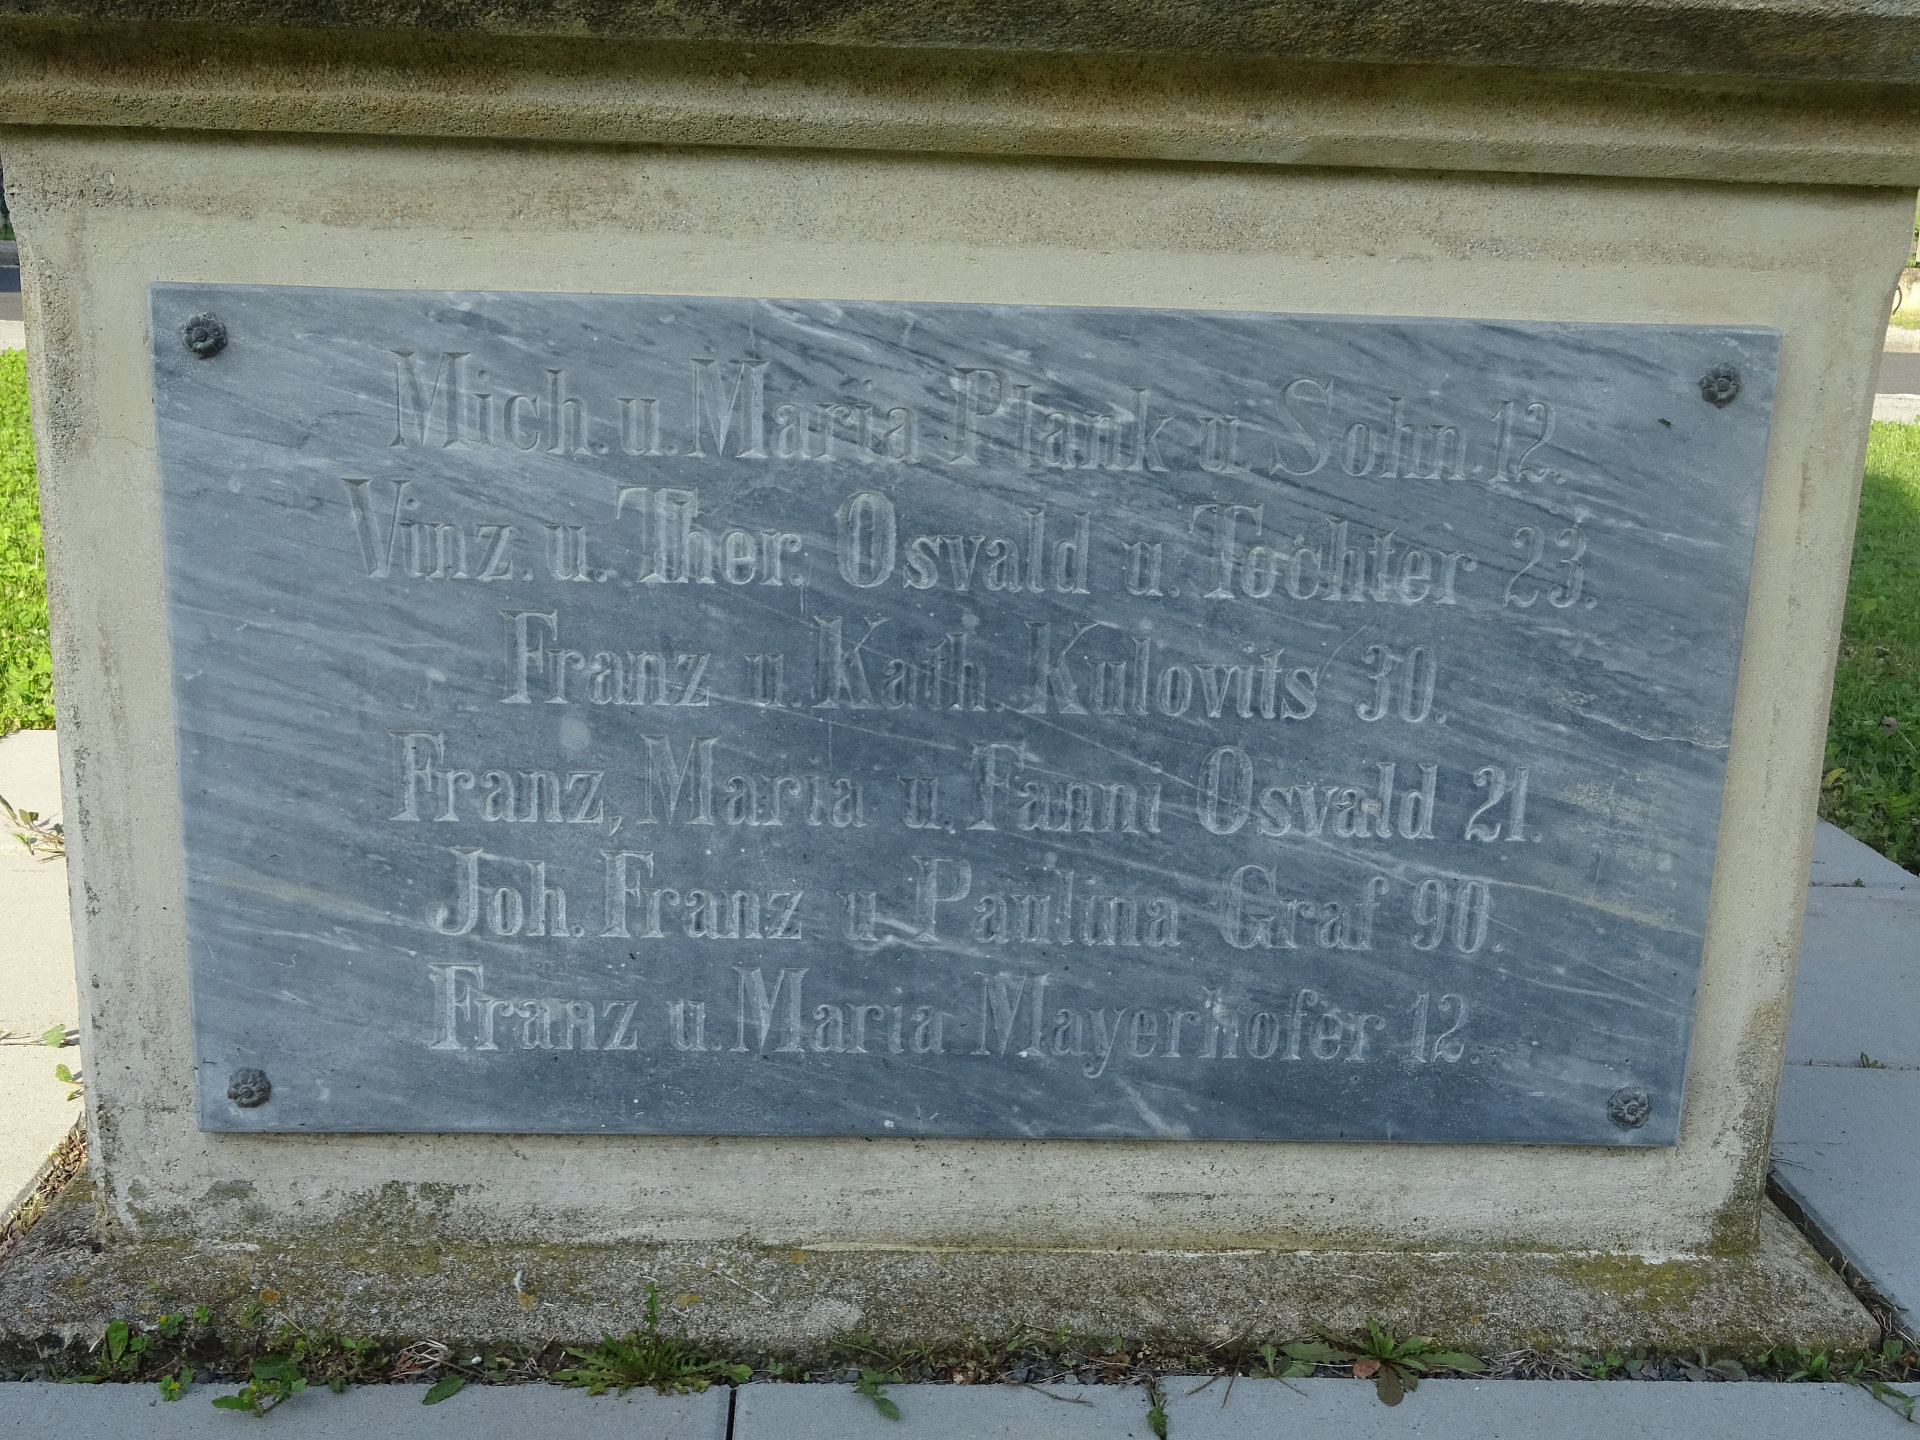 Mich. u. Maria Plank u. Sohn 12.
Vinz. u. Ther. Osvald u. Tochter 23.
Franz u. Kath. Kulovits 30.
Franz, Maria u. Fanni Osvald 21.
Joh. Franz u. Paulina Graf 90.
Franz u. Maria Mayerhofer 12.